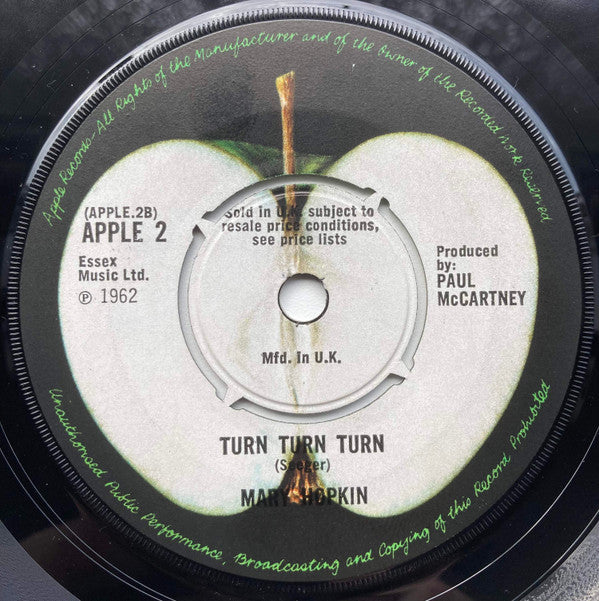 Apple Records-All Rights of the Manufacturer and of the Owner of the Recorded Work Reserved
(APPLE.2B)
APPLE 2
Essex
Music Ltd.
℗ 1962
Sold in U.K. subject to
resale price conditions,
see price lists
Produced
by:
PAUL
McCARTNEY
Mfd. In U.K.
TURN TURN TURN
(Seeger)
MARY HOPKIN
Unauthorised Public Performance, Broadcasting and Copying of this Record Prohibited